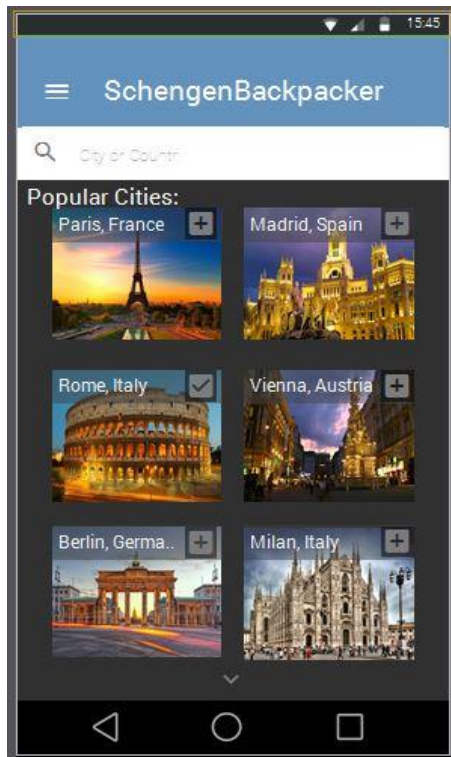 15:45
SchengenBackpacker
City or Countr
Popular Cities:
Paris, France
Madrid, Spain
Rome, Italy
Vienna, Austria
Berlin, Germa..
Milan, Italy